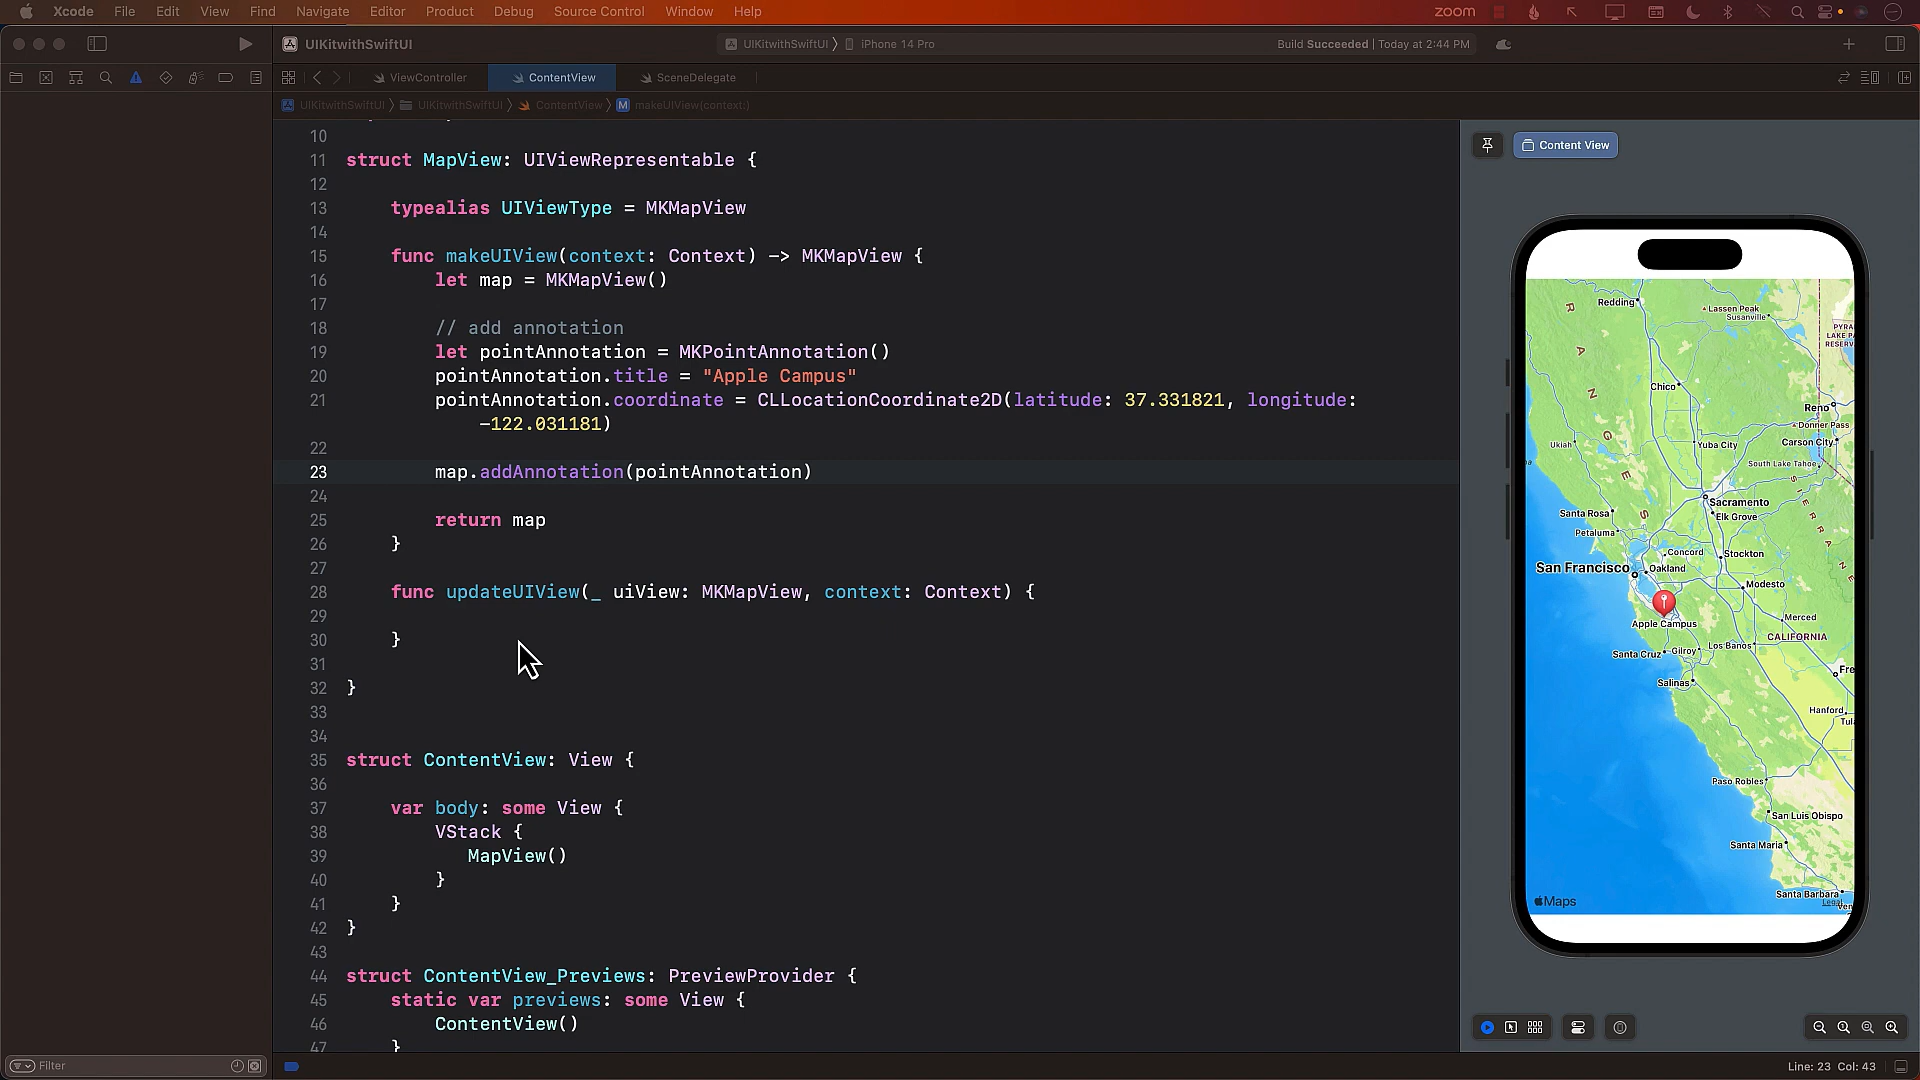 Xcode File Edit View Find Navigate Editor Product Debug Source Control Window Help zoom
UIKitwithSwiftUI
UIKitwithSwiftUI iPhone 14 Pro
Build Succeeded | Today at 2:44 PM
ViewController ContentView SceneDelegate
UIKitwithSwiftUI UIKitwithSwiftUI ContentView M makeUIView(context:)
10
11 struct MapView: UIViewRepresentable {
12
13 typealias UIViewType = MKMapView
14
15 func makeUIView(context: Context) -> MKMapView {
16 let map = MKMapView()
17
18 // add annotation
19 let pointAnnotation = MKPointAnnotation()
20 pointAnnotation.title = "Apple Campus"
21 pointAnnotation.coordinate = CLLocationCoordinate2D(latitude: 37.331821, longitude:
-122.031181)
22
23 map.addAnnotation(pointAnnotation)
24
25 return map
26 }
27
28 func updateUIView(_ uiView: MKMapView, context: Context) {
29
30 }
31
32 }
33
34
35 struct ContentView: View {
36
37 var body: some View {
38 VStack {
39 MapView()
40 }
41 }
42 }
43
44 struct ContentView_Previews: PreviewProvider {
45 static var previews: some View {
46 ContentView()
47 }
Content View
Redding
Lassen Peak
Susanville
PYRA
LAKE PA
RESERV
R
A
N
G
E
S
Chico
Reno
Donner Pass
Ukiah
Yuba City
Carson City
South Lake Tahoe
Sacramento
Santa Rosa
Elk Grove
Petaluma
S I E R R A N E
Concord
Stockton
San Francisco
Oakland
Modesto
Merced
Apple Campus
CALIFORNIA
Los Banos
Santa Cruz
Gilroy
Fre
Salinas
Hanford
Tul
Paso Robles
San Luis Obispo
Santa Maria
Santa Barbara
Maps
Legal
Ven
Filter
Line: 23 Col: 43